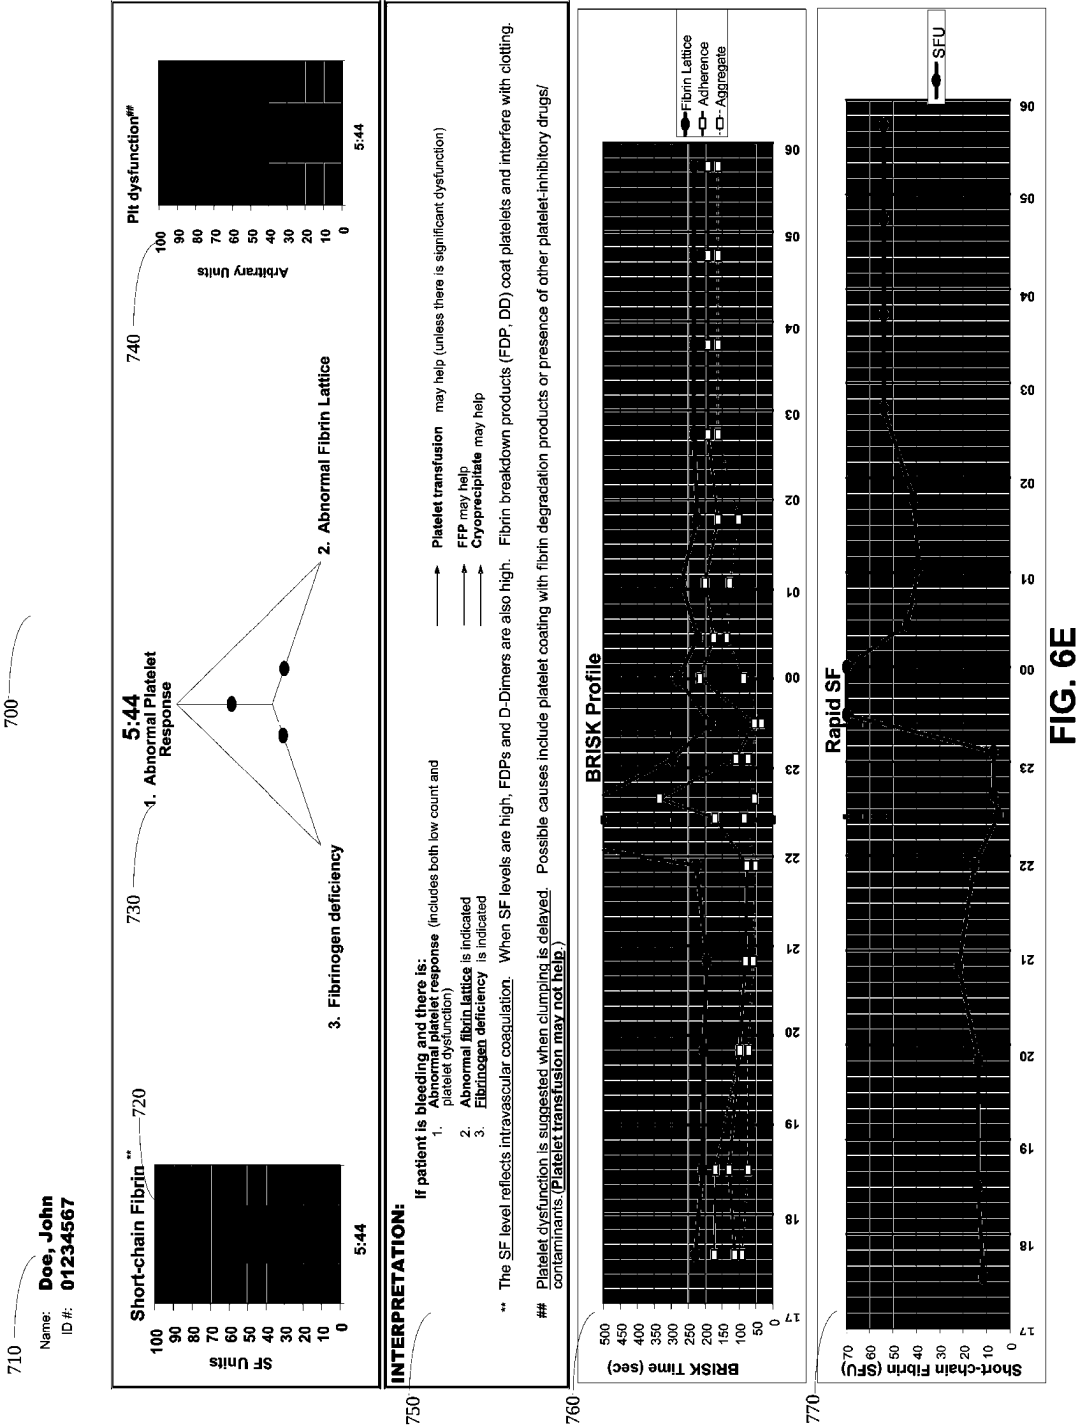 700
710
Name: Doe, John
ID #: 01234567
720
Short-chain Fibrin **
SF Units
100
90
80
70
60
50
40
30
20
10
0
5:44
730
5:44
1. Abnormal Platelet
Response
2. Abnormal Fibrin Lattice
3. Fibrinogen deficiency
740
Plt dysfunction##
Arbitrary Units
100
90
80
70
60
50
40
30
20
10
0
5:44
750
INTERPRETATION:
If patient is bleeding and there is:
1. Abnormal platelet response (includes both low count and
platelet dysfunction)
Platelet transfusion may help (unless there is significant dysfunction)
2. Abnormal fibrin lattice is indicated
FFP may help
3. Fibrinogen deficiency is indicated
Cryoprecipitate may help
** The SF level reflects intravascular coagulation. When SF levels are high, FDPs and D-Dimers are also high. Fibrin breakdown products (FDP, DD) coat platelets and interfere with clotting.
## Platelet dysfunction is suggested when clumping is delayed. Possible causes include platelet coating with fibrin degradation products or presence of other platelet-inhibitory drugs/
contaminants.(Platelet transfusion may not help.)
760
BRISK Profile
BRISK Time (sec)
500
450
400
350
300
250
200
150
100
50
0
17
18
19
20
21
22
23
00
01
02
03
04
05
06
Fibrin Lattice
Adherence
Aggregate
770
Rapid SF
Short-chain Fibrin (SFU)
70
60
50
40
30
20
10
0
17
18
19
20
21
22
23
00
01
02
03
04
05
06
SFU
FIG. 6E